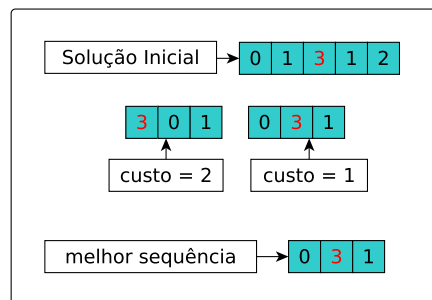 Solução Inicial 0 1 3 1 2
3 0 1 0 3 1
custo = 2 custo = 1
melhor sequência 0 3 1